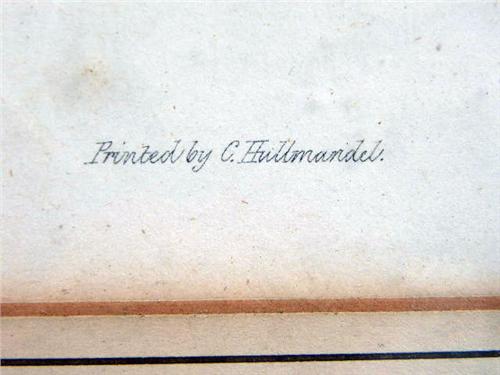 Printed by C. Hullmandel.